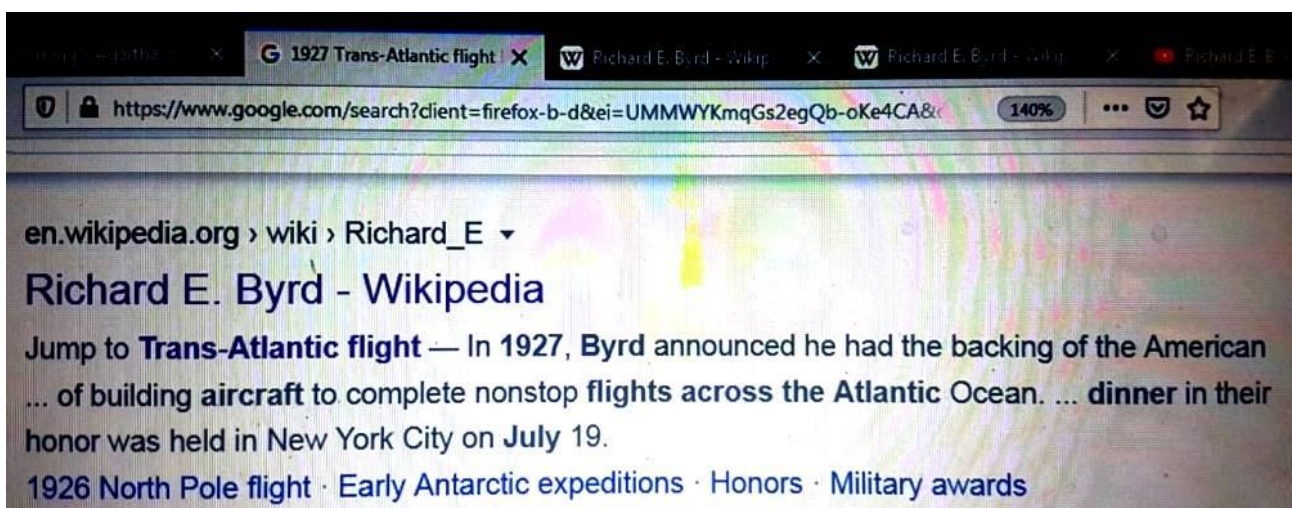 1927 Trans-Atlantic flight Richard E. Byrd - Wikip Richard E. Byrd - Wikip Richard E. B
https://www.google.com/search?client=firefox-b-d&ei=UMMWYKmqGs2egQb-oKe4CA& 140%
en.wikipedia.org › wiki › Richard_E
Richard E. Byrd - Wikipedia
Jump to Trans-Atlantic flight — In 1927, Byrd announced he had the backing of the American
... of building aircraft to complete nonstop flights across the Atlantic Ocean. ... dinner in their
honor was held in New York City on July 19.
1926 North Pole flight · Early Antarctic expeditions · Honors · Military awards